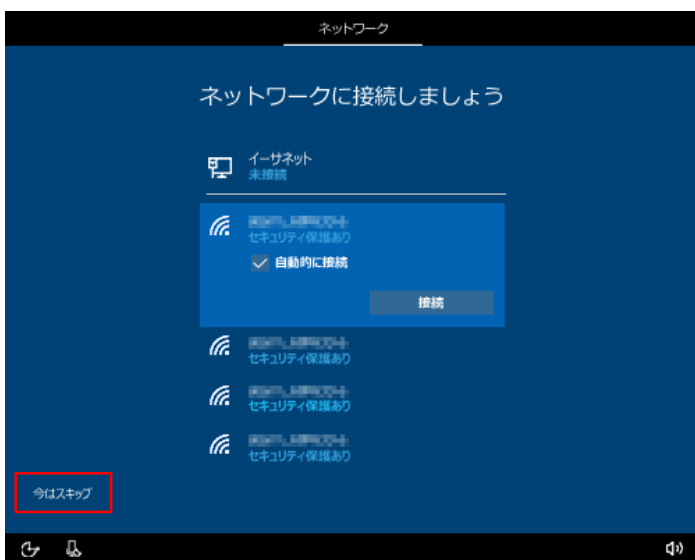 ネットワーク
ネットワークに接続しましょう
イーサネット
未接続
セキュリティ保護あり
自動的に接続
接続
セキュリティ保護あり
セキュリティ保護あり
セキュリティ保護あり
今はスキップ